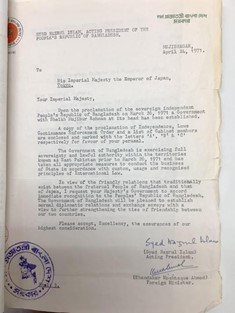 SYED NAZRUL ISLAM, ACTING PRESIDENT OF THE
PEOPLE'S REPUBLIC OF BANGLADESH.
MUJIBNAGAR
April 24, 1971.
To
His Imperial Majesty the Emperor of Japan,
Tokyo.
Your Imperial Majesty,
Upon the proclamation of the sovereign independent
People's Republic of Bangladesh on March 26, 1971 a Government
with Sheikh Mujibur Rahman at its head has been established.
A copy of the proclamation of Independence, Laws
Continuance Enforcement Order and a list of Cabinet Members
are enclosed and marked with the letters "A", "B" & "C"
respectively for favour of your perusal.
The Government of Bangladesh is exercising full
sovereignty and lawful authority within the territories known
as East Pakistan prior to March 26, 1971 and has
taken all appropriate measures to conduct the business
of State in accordance with custom, usage and recognised
principles of International Law.
In view of the friendly relations that traditionally
exist between the fraternal People of Bangladesh and that
of Japan, I request your Majesty's Government to accord
immediate recognition to the People's Republic of Bangladesh.
The Government of Bangladesh will be pleased to establish
normal diplomatic relations and exchange envoys with a
view to further strengthening the ties of friendship between
our two countries.
Please accept, Excellency, the assurances of our
highest consideration.
Syed Nazrul Islam
(Syed Nazrul Islam)
Acting President.
(Khandakar Moshtaque Ahmed)
Foreign Minister.